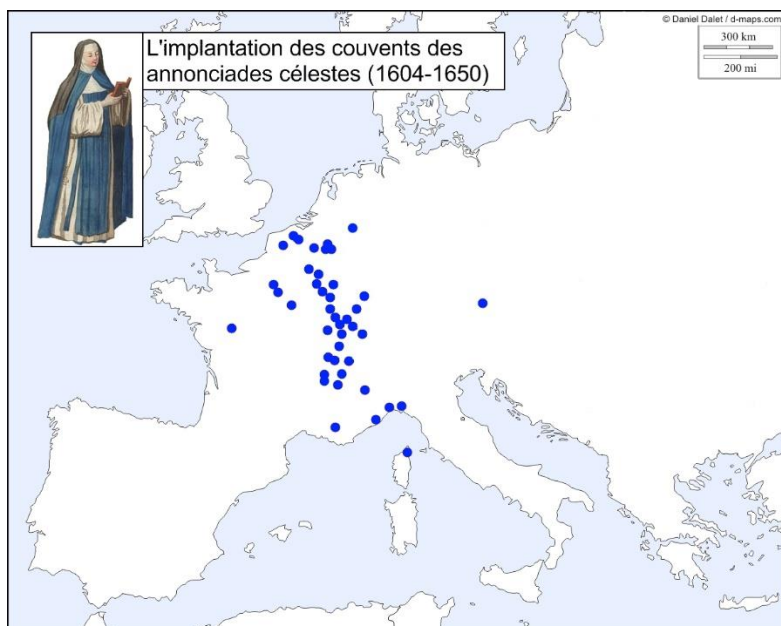 © Daniel Dalet / d-maps.com
L'implantation des couvents des
annonciades célestes (1604-1650)
300 km
200 mi